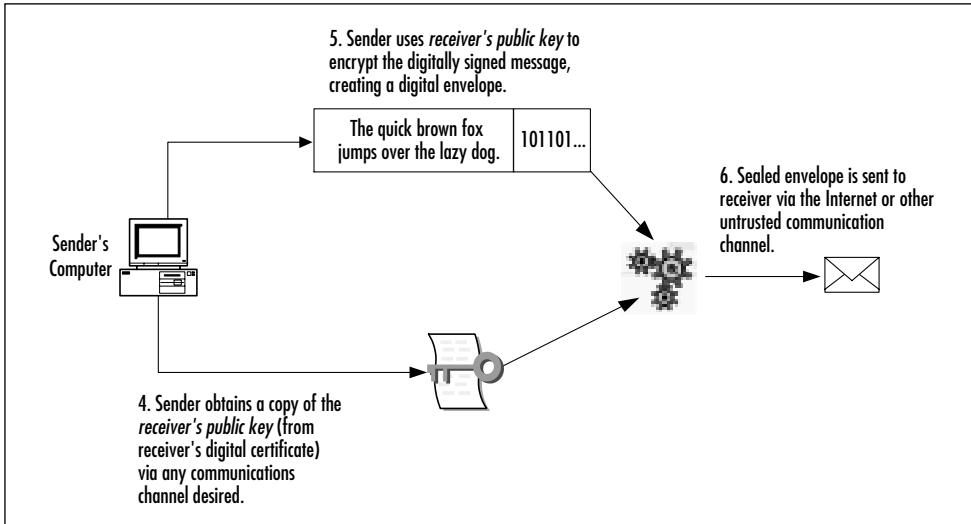 5. Sender uses receiver's public key to
encrypt the digitally signed message,
creating a digital envelope.
The quick brown fox
jumps over the lazy dog.
101101...
6. Sealed envelope is sent to
receiver via the Internet or other
untrusted communication
channel.
Sender's
Computer
4. Sender obtains a copy of the
receiver's public key (from
receiver's digital certificate)
via any communications
channel desired.